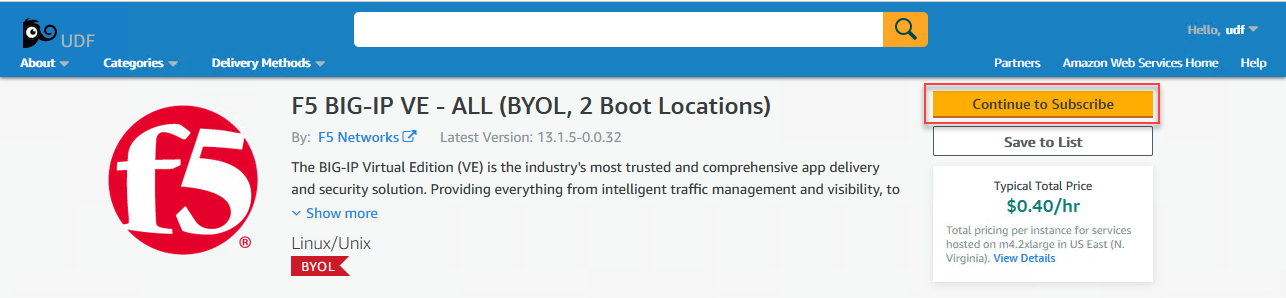 UDF
Hello, udf
About
Categories
Delivery Methods
Partners
Amazon Web Services Home
Help
f5
®
F5 BIG-IP VE - ALL (BYOL, 2 Boot Locations)
By: F5 Networks
Latest Version: 13.1.5-0.0.32
The BIG-IP Virtual Edition (VE) is the industry's most trusted and comprehensive app delivery
and security solution. Providing everything from intelligent traffic management and visibility, to
Show more
Linux/Unix
BYOL
Continue to Subscribe
Save to List
Typical Total Price
$0.40/hr
Total pricing per instance for services
hosted on m4.2xlarge in US East (N.
Virginia). View Details